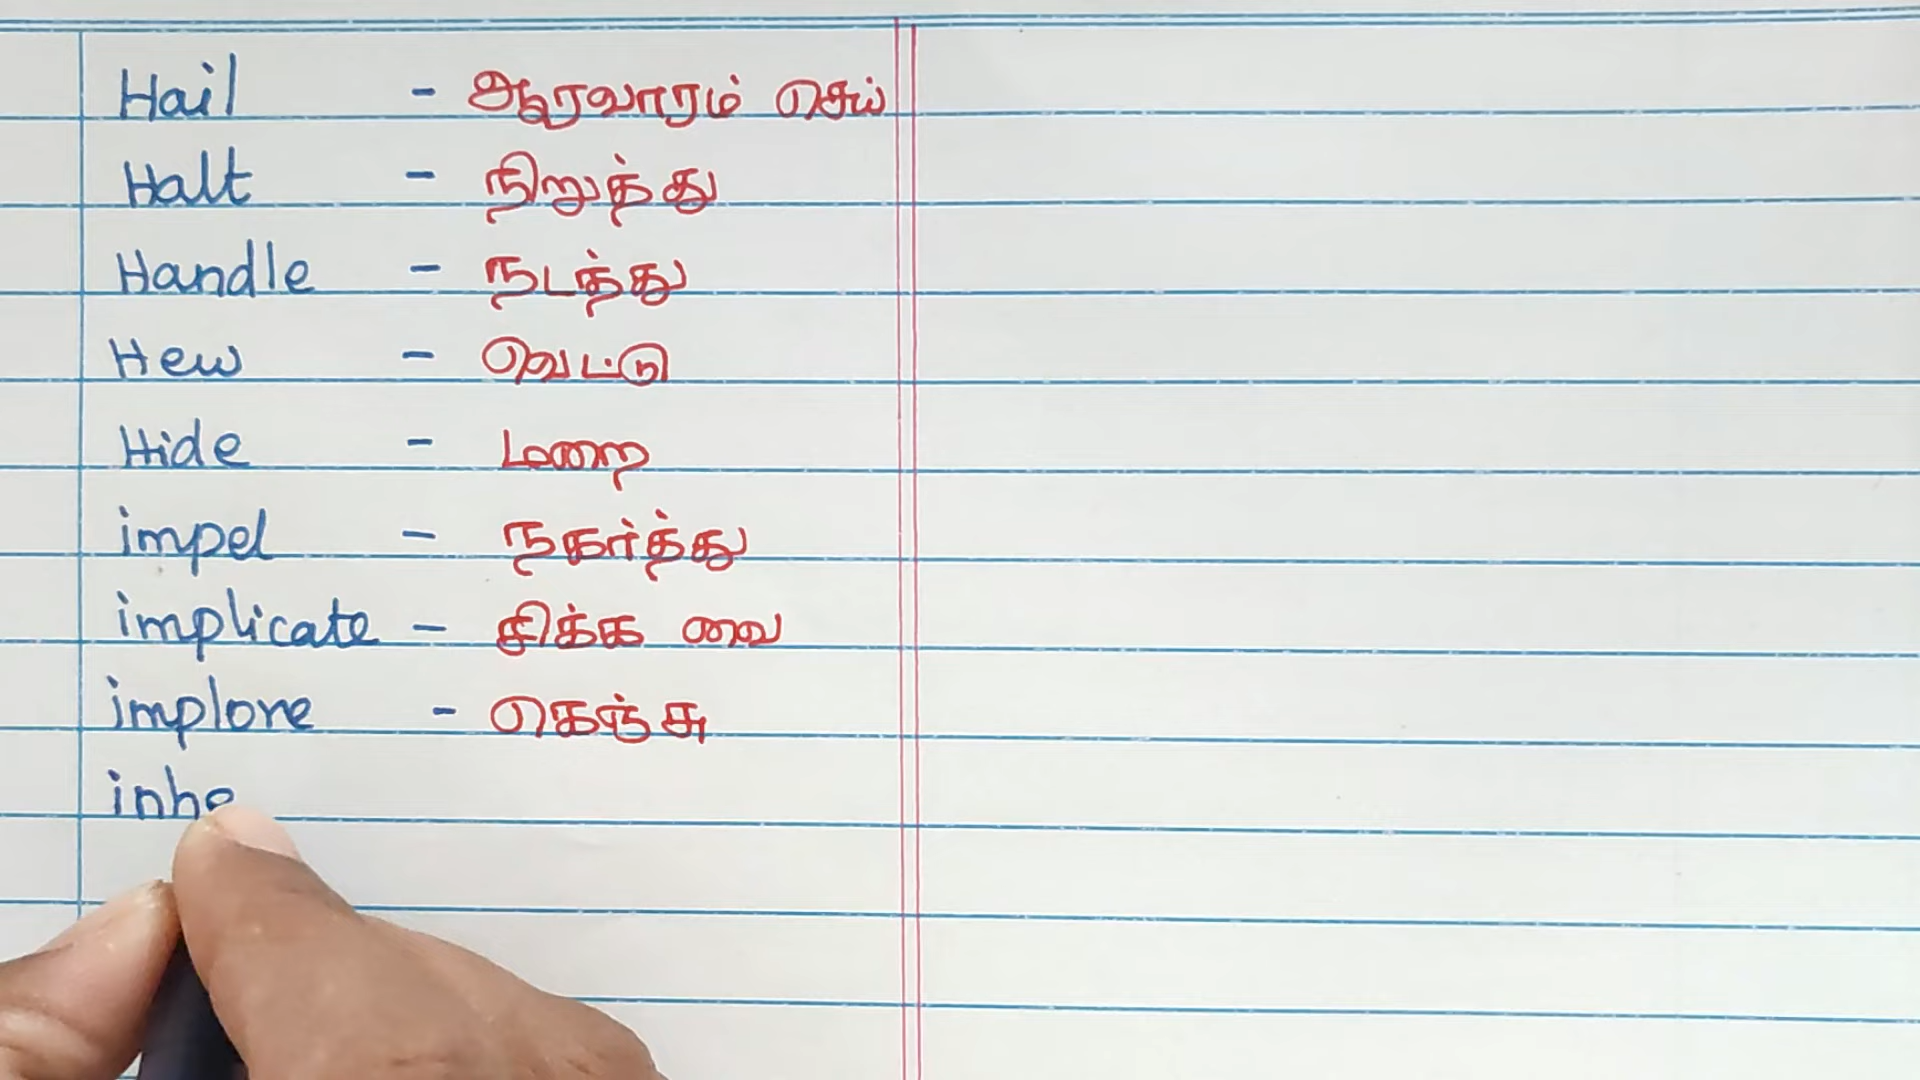 Hail - ஆரவாரம் செய்
Halt - நிறுத்து
Handle - நடத்து
Hew - வெட்டு
Hide - மறை
impel - நகர்த்து
implicate - சிக்க வை
implore - கெஞ்சு
inhe